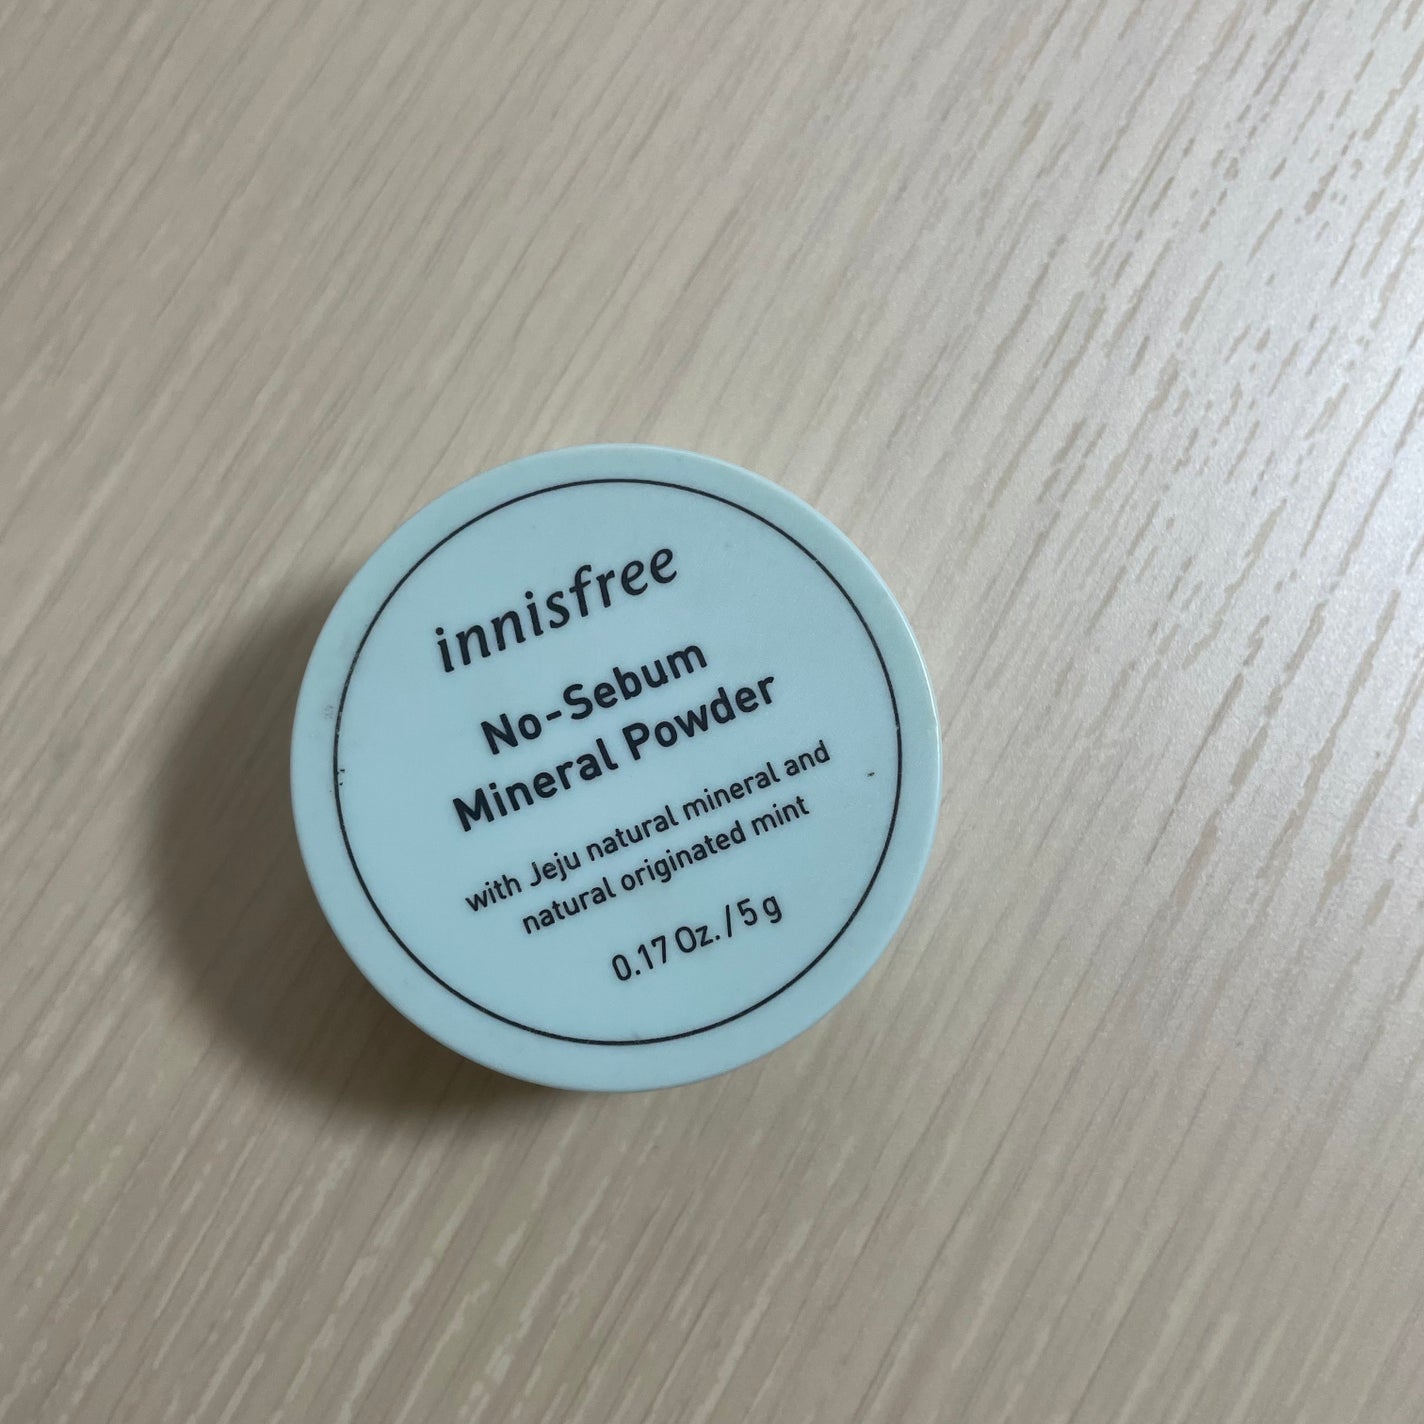 innisfree
No-Sebum
Mineral Powder
with Jeju natural mineral and
natural originated mint
0.17 Oz. / 5 g